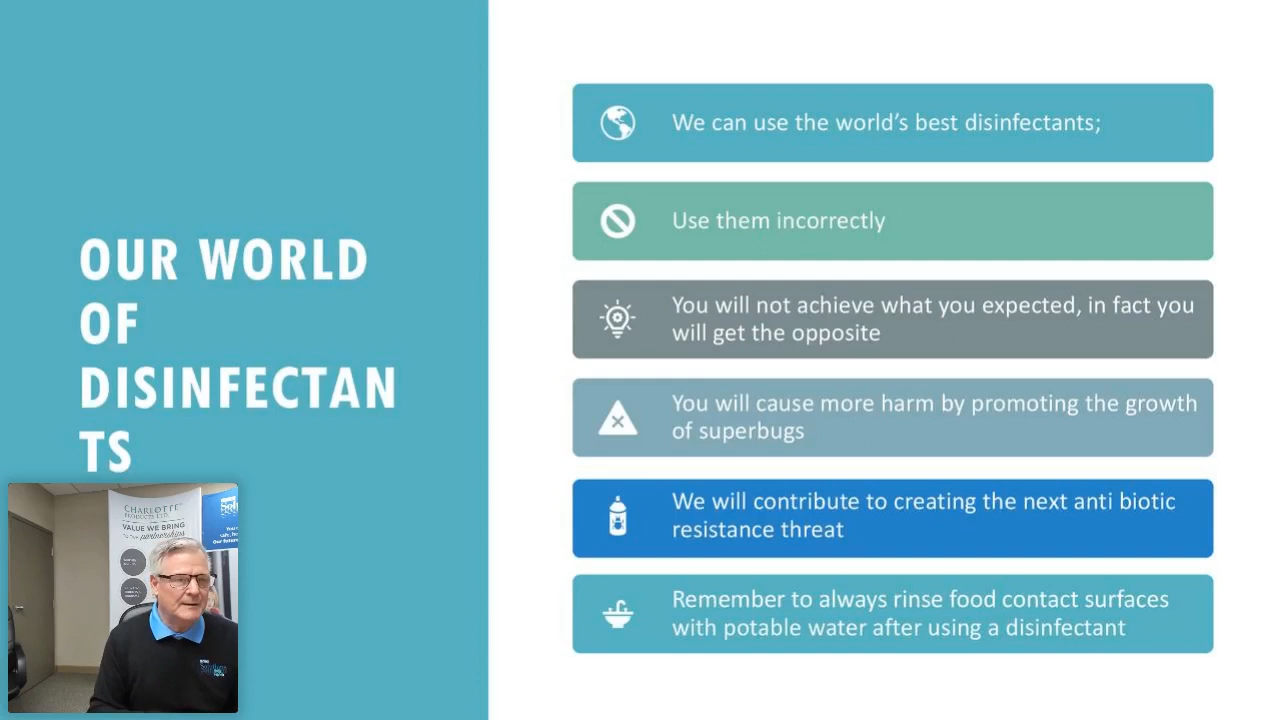 OUR WORLD
OF
DISINFECTAN
TS
We can use the world's best disinfectants;
Use them incorrectly
You will not achieve what you expected, in fact you
will get the opposite
You will cause more harm by promoting the growth
of superbugs
We will contribute to creating the next anti biotic
resistance threat
Remember to always rinse food contact surfaces
with potable water after using a disinfectant
CHARLOTTE
PRODUCTS LTD.
VALUE WE BRING
partnerships